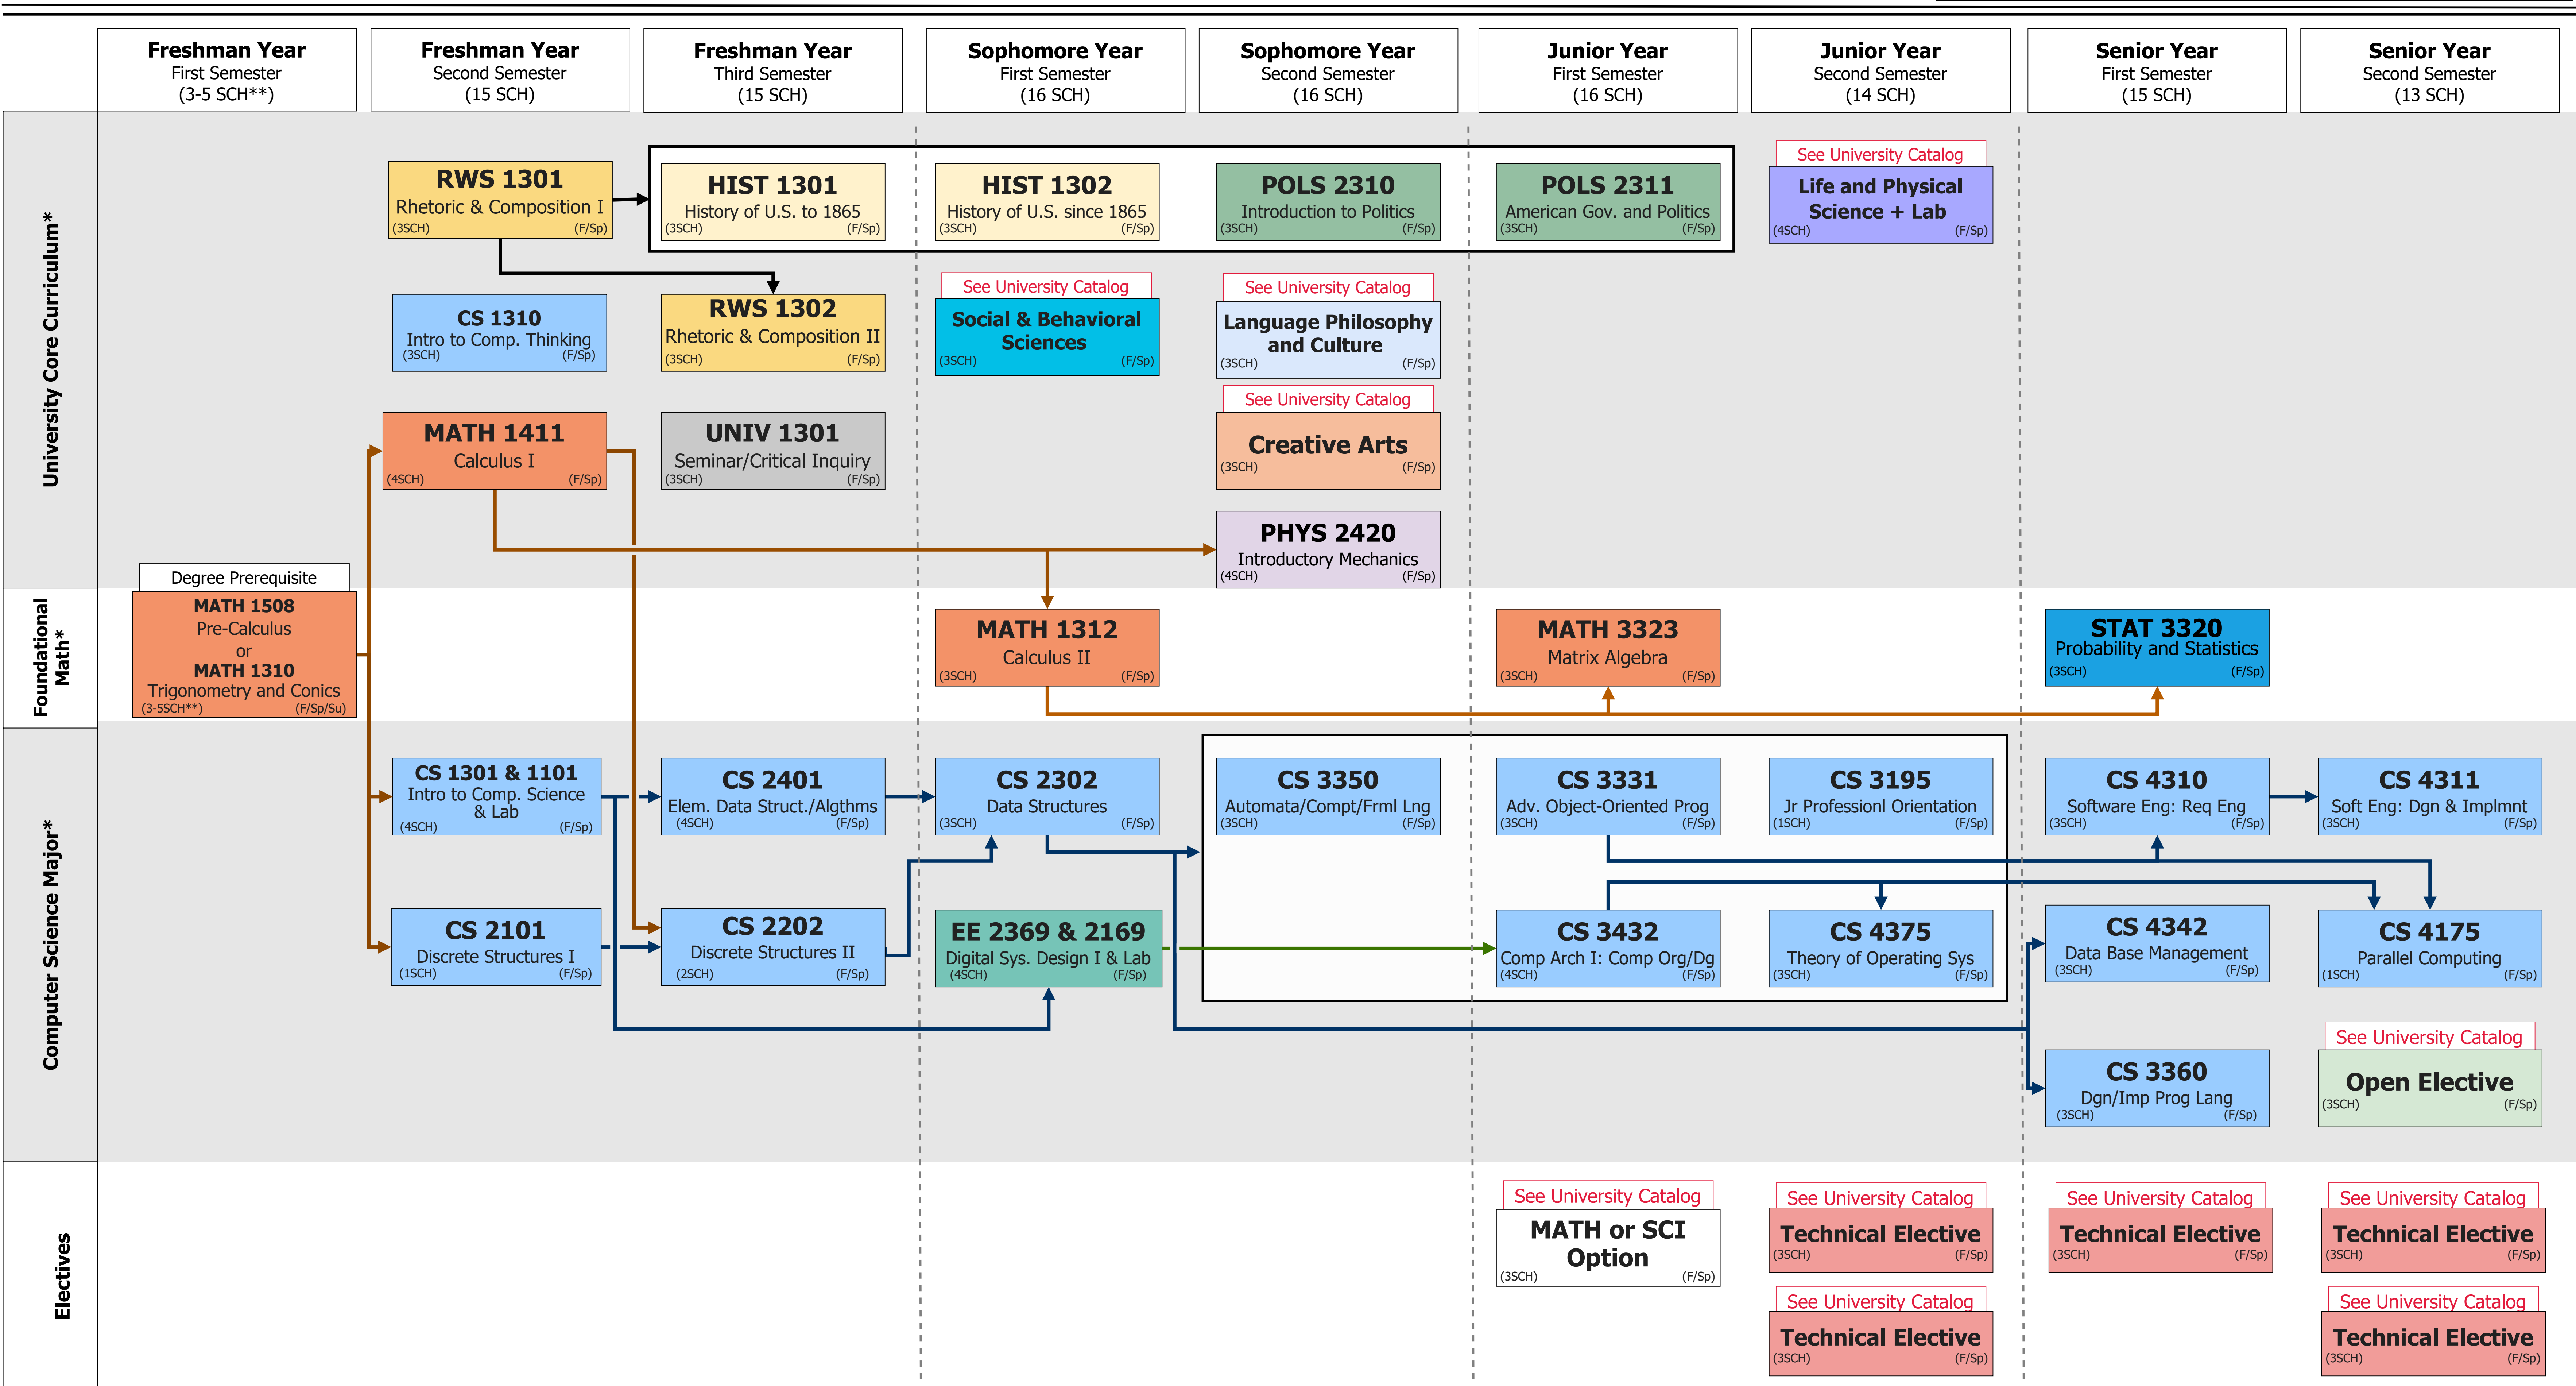 Freshman Year
First Semester
(3-5 SCH**)
Freshman Year
Second Semester
(15 SCH)
Freshman Year
Third Semester
(15 SCH)
Sophomore Year
First Semester
(16 SCH)
Sophomore Year
Second Semester
(16 SCH)
Junior Year
First Semester
(16 SCH)
Junior Year
Second Semester
(14 SCH)
Senior Year
First Semester
(15 SCH)
Senior Year
Second Semester
(13 SCH)
University Core Curriculum*
RWS 1301
Rhetoric & Composition I
(3SCH) (F/Sp)
HIST 1301
History of U.S. to 1865
(3SCH) (F/Sp)
HIST 1302
History of U.S. since 1865
(3SCH) (F/Sp)
POLS 2310
Introduction to Politics
(3SCH) (F/Sp)
POLS 2311
American Gov. and Politics
(3SCH) (F/Sp)
See University Catalog
Life and Physical
Science + Lab
(4SCH) (F/Sp)
CS 1310
Intro to Comp. Thinking
(3SCH) (F/Sp)
RWS 1302
Rhetoric & Composition II
(3SCH) (F/Sp)
See University Catalog
Social & Behavioral
Sciences
(3SCH) (F/Sp)
See University Catalog
Language Philosophy
and Culture
(3SCH) (F/Sp)
MATH 1411
Calculus I
(4SCH) (F/Sp)
UNIV 1301
Seminar/Critical Inquiry
(3SCH) (F/Sp)
See University Catalog
Creative Arts
(3SCH) (F/Sp)
PHYS 2420
Introductory Mechanics
(4SCH) (F/Sp)
Foundational
Math*
Degree Prerequisite
MATH 1508
Pre-Calculus
or
MATH 1310
Trigonometry and Conics
(3-5SCH**) (F/Sp/Su)
MATH 1312
Calculus II
(3SCH) (F/Sp)
MATH 3323
Matrix Algebra
(3SCH) (F/Sp)
STAT 3320
Probability and Statistics
(3SCH) (F/Sp)
Computer Science Major*
CS 1301 & 1101
Intro to Comp. Science
& Lab
(4SCH) (F/Sp)
CS 2401
Elem. Data Struct./Algthms
(4SCH) (F/Sp)
CS 2302
Data Structures
(3SCH) (F/Sp)
CS 3350
Automata/Compt/Frml Lng
(3SCH) (F/Sp)
CS 3331
Adv. Object-Oriented Prog
(3SCH) (F/Sp)
CS 3195
Jr Professionl Orientation
(1SCH) (F/Sp)
CS 4310
Software Eng: Req Eng
(3SCH) (F/Sp)
CS 4311
Soft Eng: Dgn & Implmnt
(3SCH) (F/Sp)
CS 2101
Discrete Structures I
(1SCH) (F/Sp)
CS 2202
Discrete Structures II
(2SCH) (F/Sp)
EE 2369 & 2169
Digital Sys. Design I & Lab
(4SCH) (F/Sp)
CS 3432
Comp Arch I: Comp Org/Dg
(4SCH) (F/Sp)
CS 4375
Theory of Operating Sys
(3SCH) (F/Sp)
CS 4342
Data Base Management
(3SCH) (F/Sp)
CS 4175
Parallel Computing
(1SCH) (F/Sp)
CS 3360
Dgn/Imp Prog Lang
(3SCH) (F/Sp)
See University Catalog
Open Elective
(3SCH) (F/Sp)
Electives
See University Catalog
MATH or SCI
Option
(3SCH) (F/Sp)
See University Catalog
Technical Elective
(3SCH) (F/Sp)
See University Catalog
Technical Elective
(3SCH) (F/Sp)
See University Catalog
Technical Elective
(3SCH) (F/Sp)
See University Catalog
Technical Elective
(3SCH) (F/Sp)
See University Catalog
Technical Elective
(3SCH) (F/Sp)